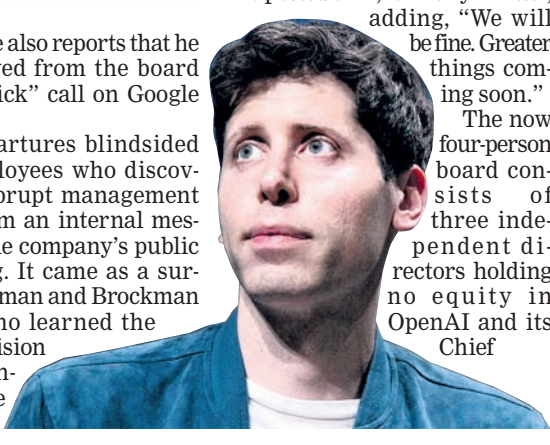 e also reports that he
ved from the board
ick” call on Google
artures blindsided
loyees who discov-
brupt management
m an internal mes-
e company’s public
g. It came as a sur-
man and Brockman
ho learned the
ision
n-
e
adding, “We will
be fine. Greater
things com-
ing soon.”
The now
four-person
board con-
sists of
three inde-
pendent di-
rectors holding
no equity in
OpenAI and its
Chief